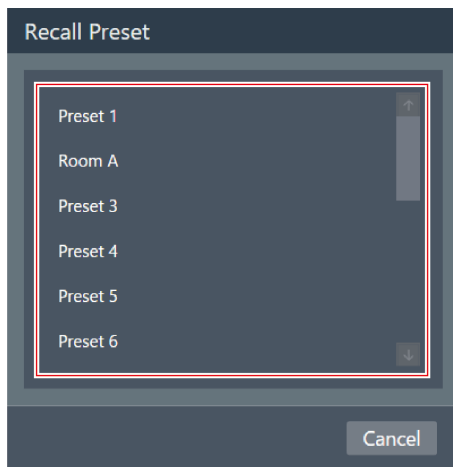 Recall Preset
Preset 1
Room A
Preset 3
Preset 4
Preset 5
Preset 6
Cancel